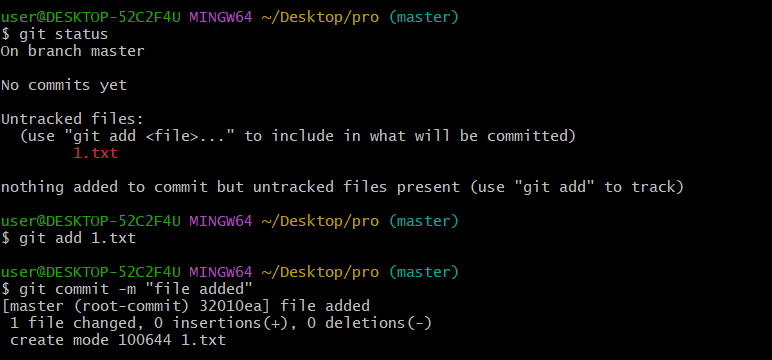 user@DESKTOP-52C2F4U MINGW64 ~/Desktop/pro (master)
$ git status
On branch master
No commits yet
Untracked files:
(use "git add <file>..." to include in what will be committed)
1.txt
nothing added to commit but untracked files present (use "git add" to track)
user@DESKTOP-52C2F4U MINGW64 ~/Desktop/pro (master)
$ git add 1.txt
user@DESKTOP-52C2F4U MINGW64 ~/Desktop/pro (master)
$ git commit -m "file added"
[master (root-commit) 32010ea] file added
1 file changed, 0 insertions(+), 0 deletions(-)
create mode 100644 1.txt